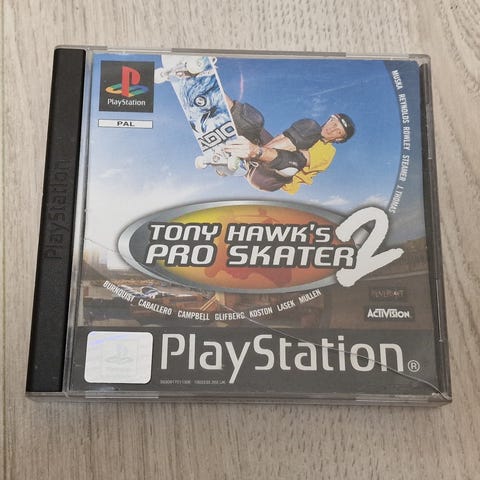 PlayStation
PlayStation
PAL
MUSKA REYNOLDS ROWLEY STEAMER J. THOMAS
TONY HAWK'S
PRO SKATER 2
BURNQUIST CABALLERO CAMPBELL GLIFBERG KOSTON LASEK MULLEN
NEVERSOFT
ACTIVISION
PlayStation®